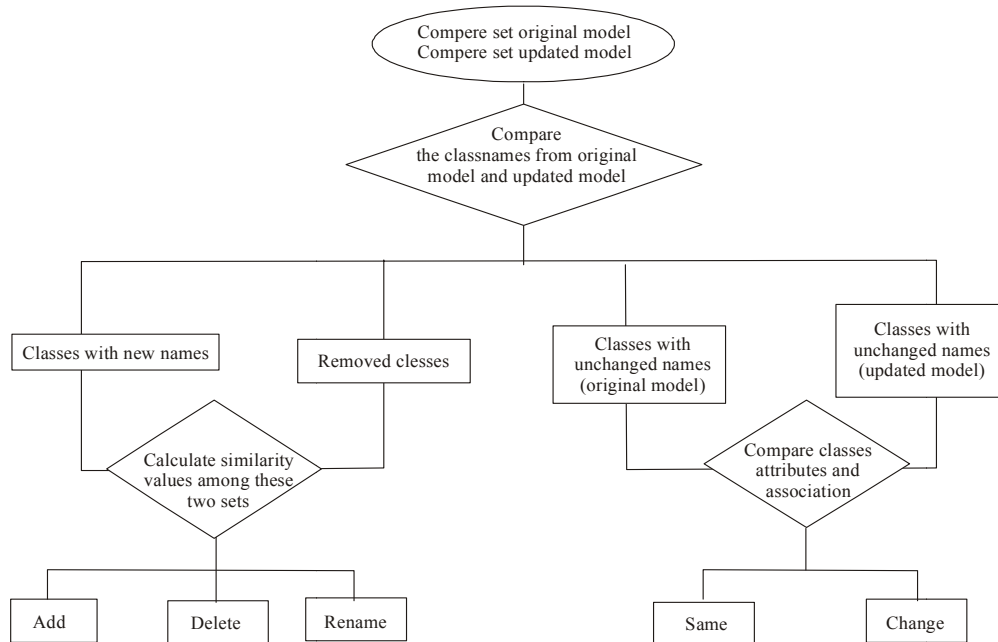 Compere set original model
Compere set updated model
Compare
the classnames from original
model and updated model
Classes with new names
Removed clesses
Classes with
unchanged names
(original model)
Classes with
unchanged names
(updated model)
Calculate similarity
values among these
two sets
Compare classes
attributes and
association
Add
Delete
Rename
Same
Change